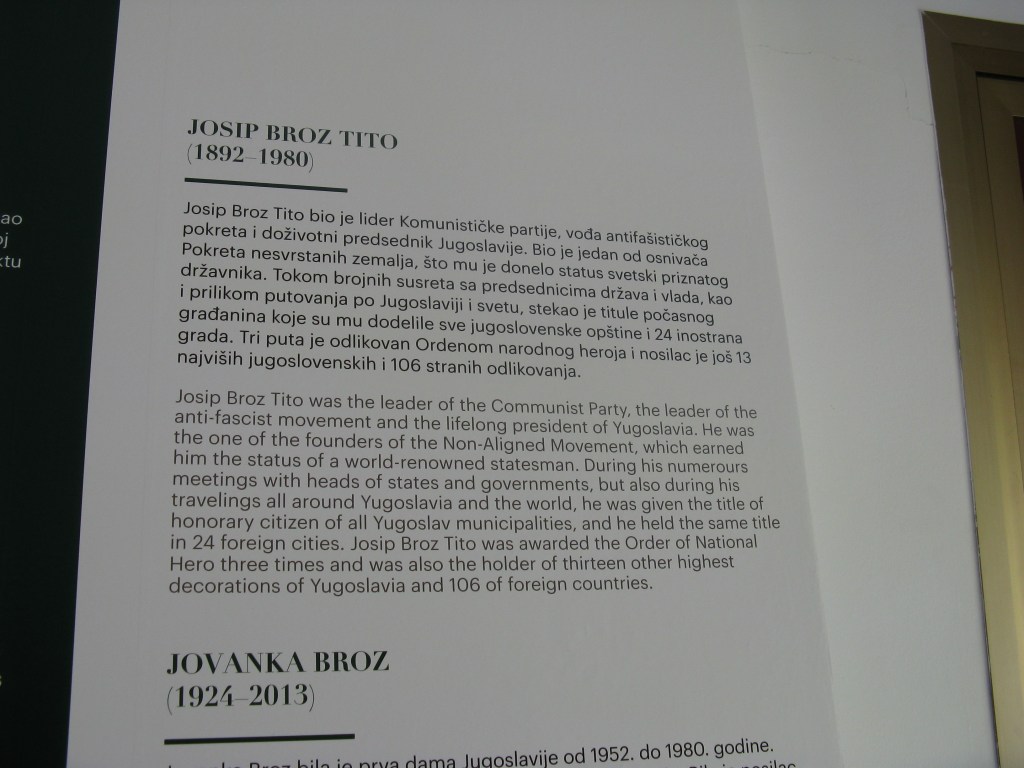 ao
oj
ktu
JOSIP BROZ TITO
(1892–1980)
Josip Broz Tito bio je lider Komunističke partije, vođa antifašističkog
pokreta i doživotni predsednik Jugoslavije. Bio je jedan od osnivača
Pokreta nesvrstanih zemalja, što mu je donelo status svetski priznatog
državnika. Tokom brojnih susreta sa predsednicima država i vlada, kao
i prilikom putovanja po Jugoslaviji i svetu, stekao je titule počasnog
građanina koje su mu dodelile sve jugoslovenske opštine i 24 inostrana
grada. Tri puta je odlikovan Ordenom narodnog heroja i nosilac je još 13
najviših jugoslovenskih i 106 stranih odlikovanja.
Josip Broz Tito was the leader of the Communist Party, the leader of the
anti-fascist movement and the lifelong president of Yugoslavia. He was
the one of the founders of the Non-Aligned Movement, which earned
him the status of a world-renowned statesman. During his numerours
meetings with heads of states and governments, but also during his
travelings all around Yugoslavia and the world, he was given the title of
honorary citizen of all Yugoslav municipalities, and he held the same title
in 24 foreign cities. Josip Broz Tito was awarded the Order of National
Hero three times and was also the holder of thirteen other highest
decorations of Yugoslavia and 106 of foreign countries.
JOVANKA BROZ
(1924–2013)
Broz bila je prva dama Jugoslavije od 1952. do 1980. godine.